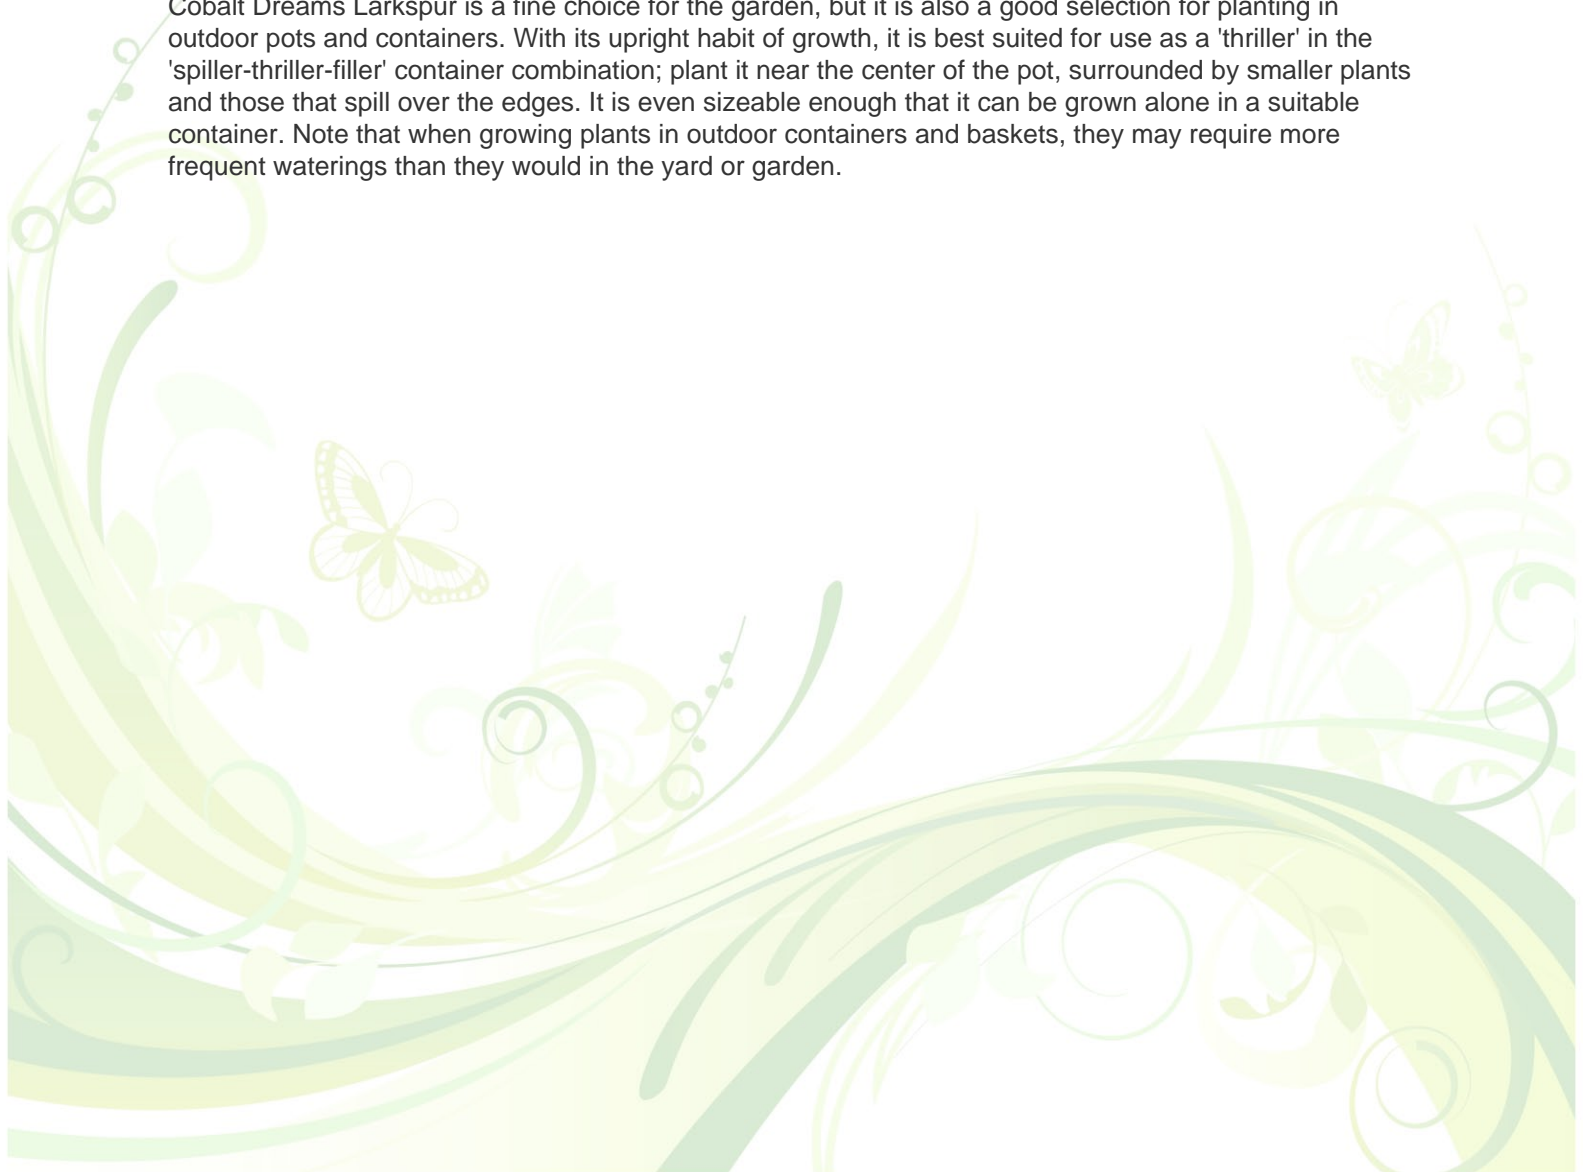 Cobalt Dreams Larkspur is a fine choice for the garden, but it is also a good selection for planting in
outdoor pots and containers. With its upright habit of growth, it is best suited for use as a 'thriller' in the
'spiller-thriller-filler' container combination; plant it near the center of the pot, surrounded by smaller plants
and those that spill over the edges. It is even sizeable enough that it can be grown alone in a suitable
container. Note that when growing plants in outdoor containers and baskets, they may require more
frequent waterings than they would in the yard or garden.